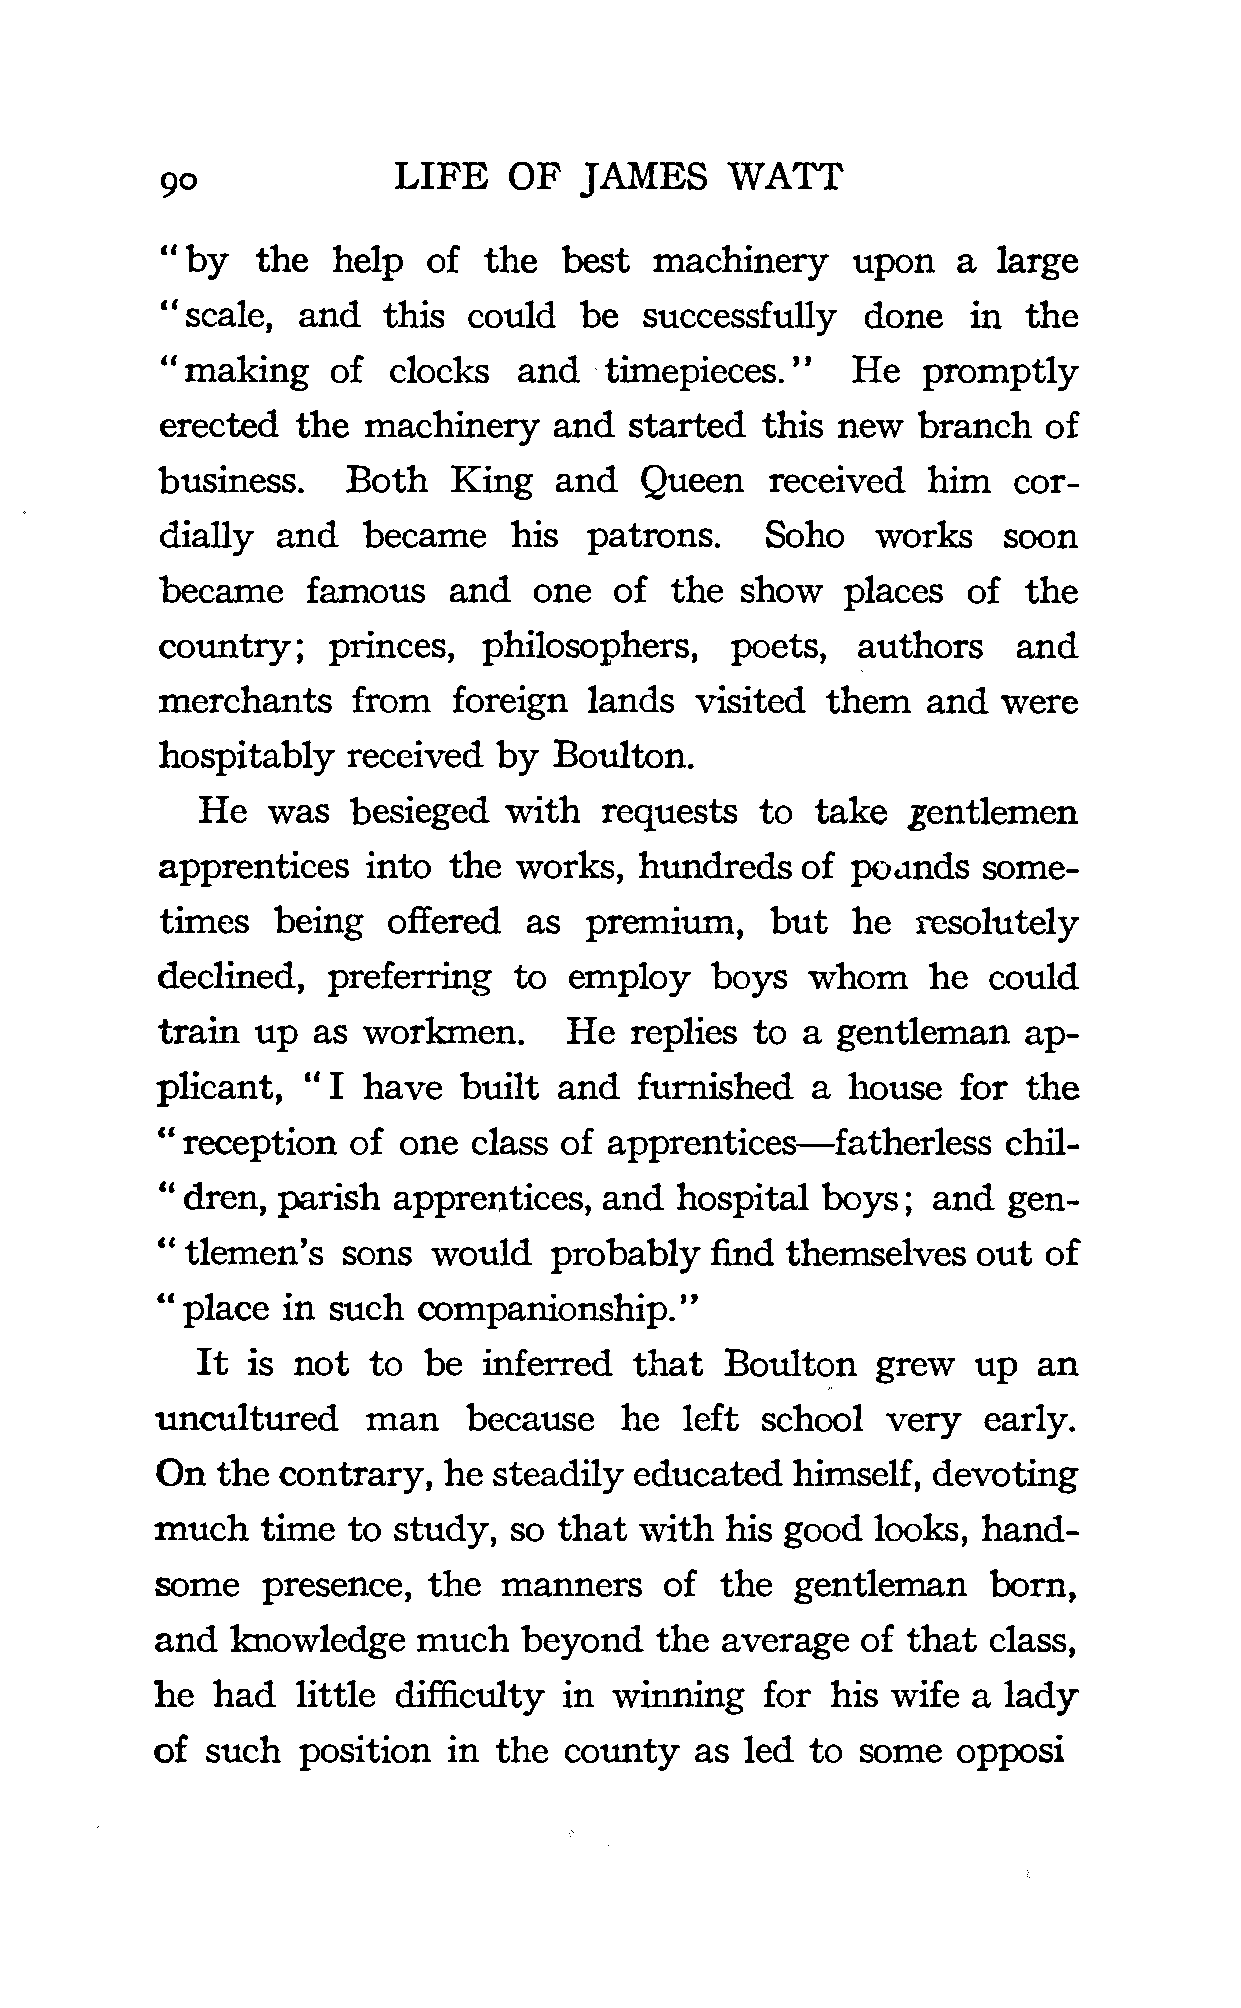 90 LIFE OF JAMES WATT
"by the help of the best machinery upon a large
"scale, and this could be successfully done in the
"making of clocks and timepieces." He promptly
erected the machinery and started this new branch of
business. Both King and Queen received him cor-
dially and became his patrons. Soho works soon
became famous and one of the show places of the
country; princes, philosophers, poets, authors and
merchants from foreign lands visited them and were
hospitably received by Boulton.
He was besieged with requests to take gentlemen
apprentices into the works, hundreds of pounds some-
times being offered as premium, but he resolutely
declined, preferring to employ boys whom he could
train up as workmen. He replies to a gentleman ap-
plicant, "I have built and furnished a house for the
"reception of one class of apprentices—fatherless chil-
"dren, parish apprentices, and hospital boys; and gen-
"tlemen's sons would probably find themselves out of
"place in such companionship."
It is not to be inferred that Boulton grew up an
uncultured man because he left school very early.
On the contrary, he steadily educated himself, devoting
much time to study, so that with his good looks, hand-
some presence, the manners of the gentleman born,
and knowledge much beyond the average of that class,
he had little difficulty in winning for his wife a lady
of such position in the county as led to some opposi